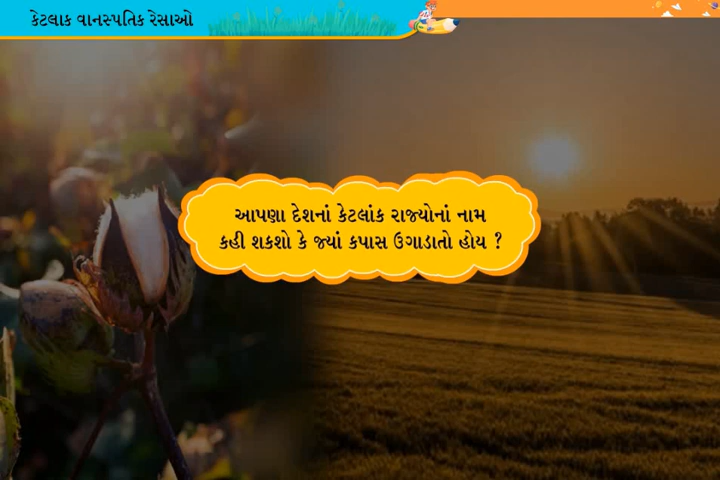 કેટલાક વાનસ્પતિક રેસાઓ
આપણા દેશનાં કેટલાંક રાજ્યોનાં નામ
કહી શકશો કે જ્યાં કપાસ ઉગાડાતો હોય ?